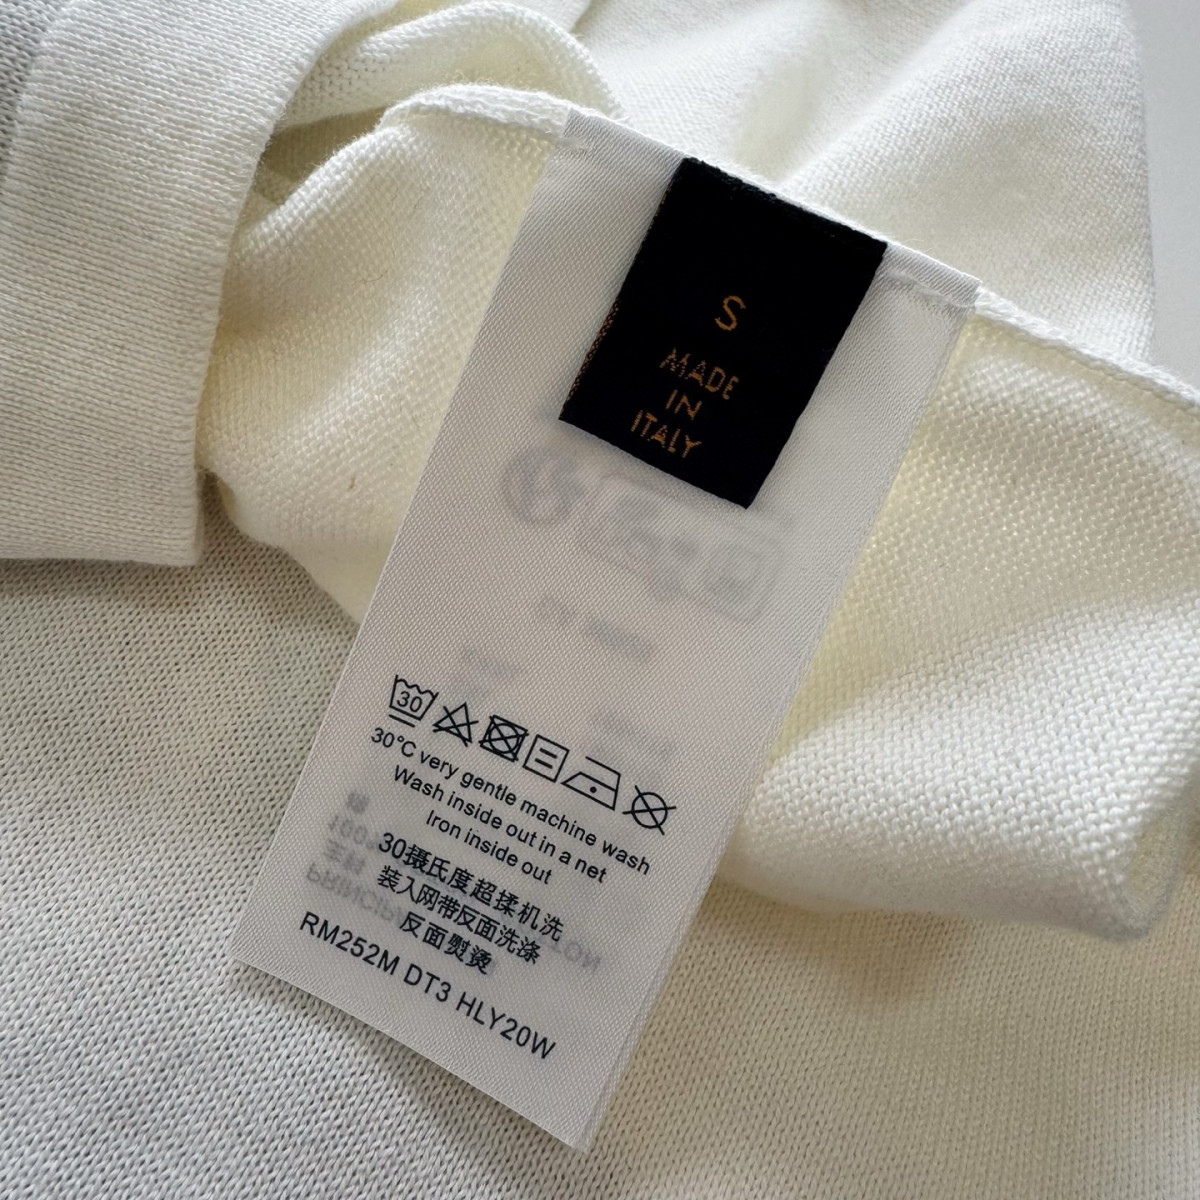 S
MADE
IN
ITALY
30
30°C very gentle machine wash
Wash inside out in a net
Iron inside out
30摄氏度超揉机洗
装入网带反面洗涤
反面熨烫
RM252M DT3 HLY20W